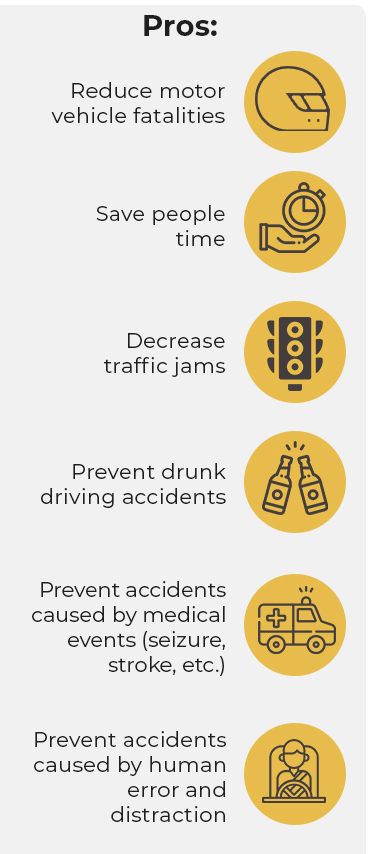 Pros:
Reduce motor
vehicle fatalities
Save people
time
Decrease
traffic jams
Prevent drunk
driving accidents
Prevent accidents
caused by medical
events (seizure,
stroke, etc.)
Prevent accidents
caused by human
error and
distraction